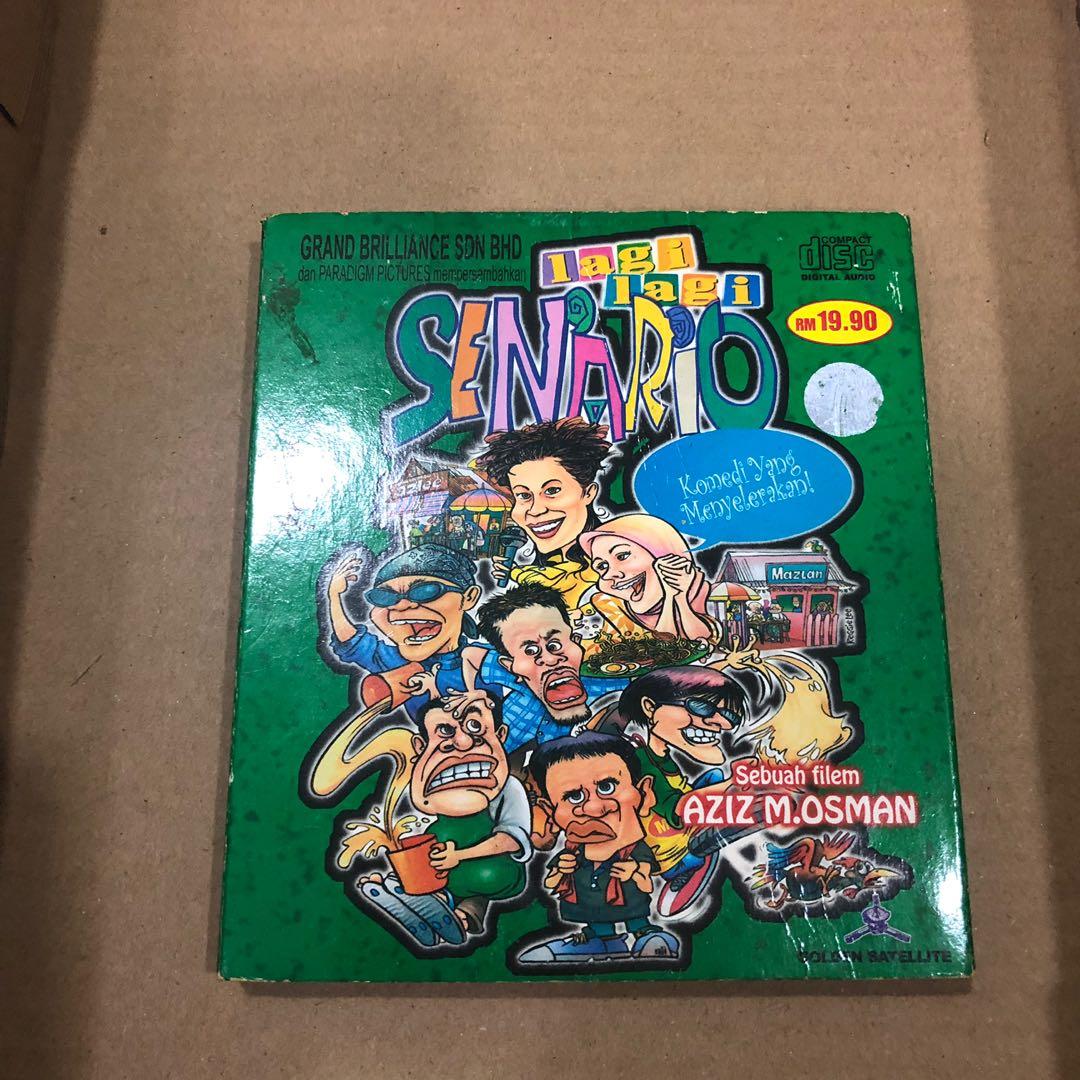 GRAND BRILLIANCE SDN BHD
dan PARADIGM PICTURES mempersembahkan
lagi
lagi
SENARIO
COMPACT
disc
DIGITAL AUDIO
RM 19.90
Komedi Yang
Menyelerakan!
Mazlan
Sebuah filem
AZIZ M.OSMAN
GOLDEN SATELLITE